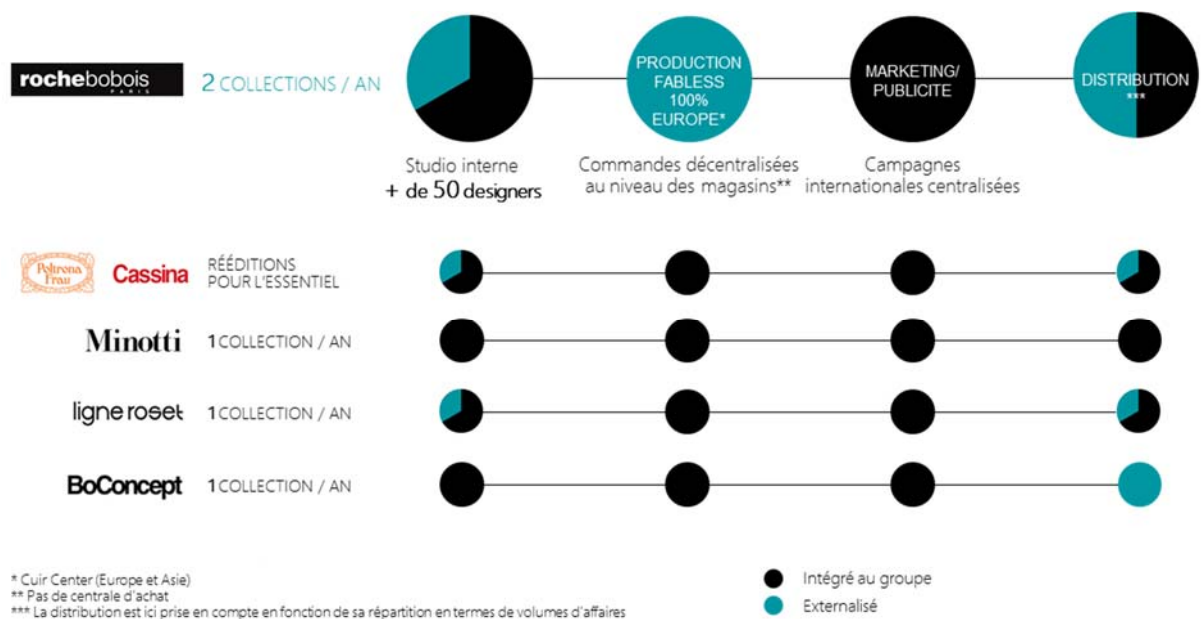 rochebobois
PARIS
2 COLLECTIONS / AN
PRODUCTION
FABLESS
100%
EUROPE*
MARKETING/
PUBLICITE
DISTRIBUTION
***
Studio interne
+ de 50 designers
Commandes décentralisées
au niveau des magasins**
Campagnes
internationales centralisées
Poltrona
Frau
Cassina
RÉÉDITIONS
POUR L'ESSENTIEL
Minotti
1 COLLECTION / AN
ligne roset
1 COLLECTION / AN
BoConcept
1 COLLECTION / AN
* Cuir Center (Europe et Asie)
** Pas de centrale d'achat
*** La distribution est ici prise en compte en fonction de sa répartition en termes de volumes d'affaires
Intégré au groupe
Externalisé